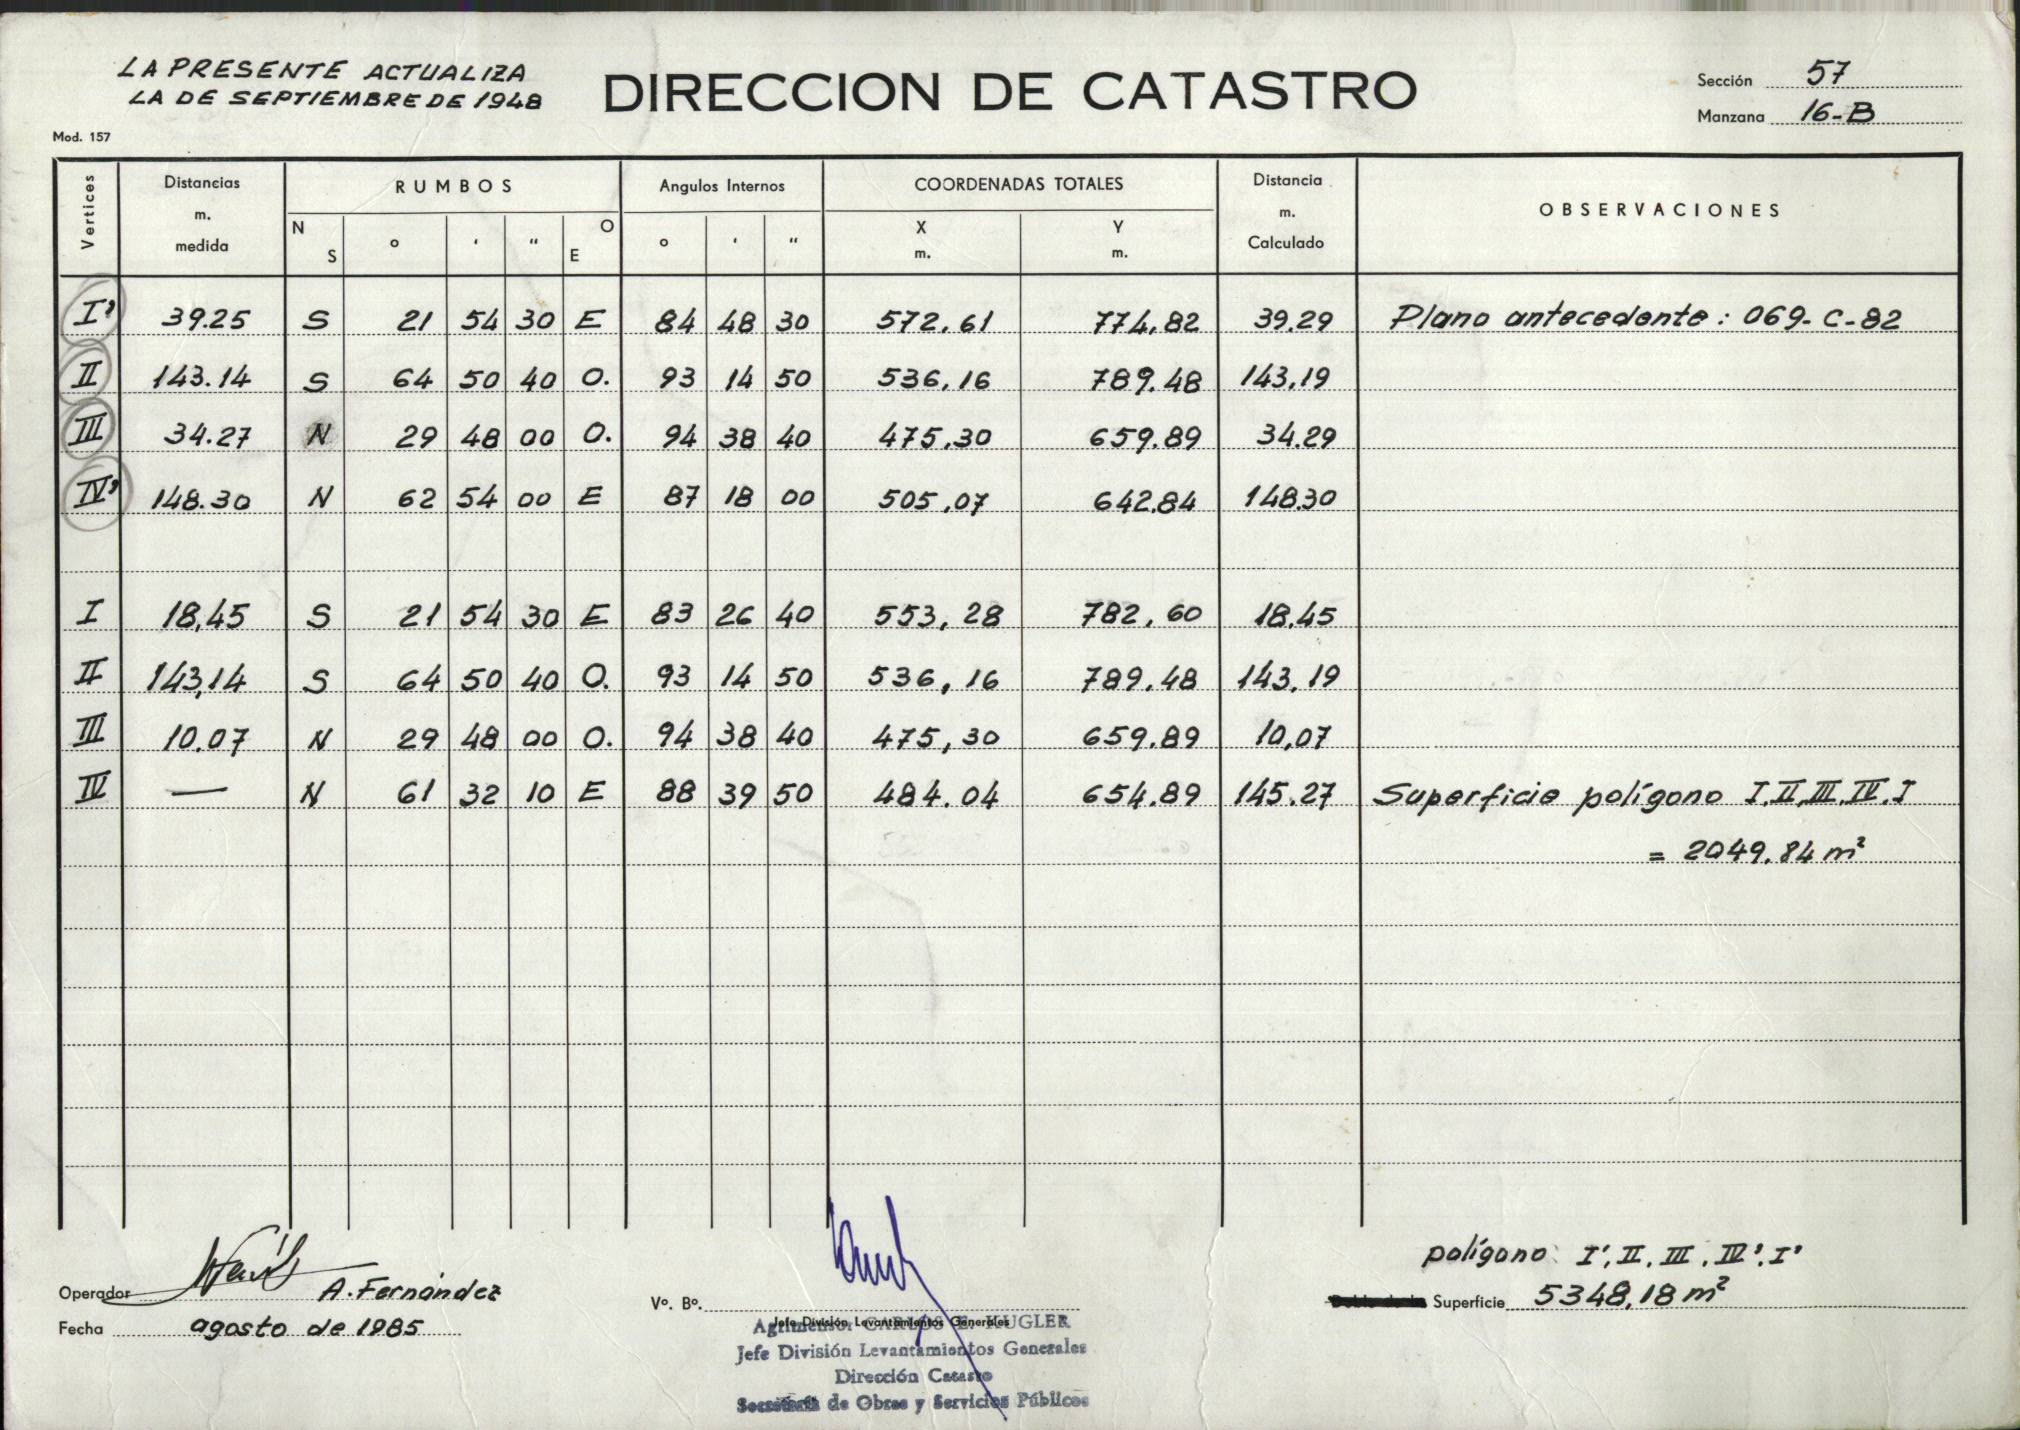 LA PRESENTE ACTUALIZA
LA DE SEPTIEMBRE DE 1948
DIRECCION DE CATASTRO
Sección 57
Manzana 16-B
Mod. 157
Vertices Distancias m. medida RUMBOS Angulos Internos COORDENADAS TOTALES Distancia m. Calculado OBSERVACIONES
N S o ' " O E o ' " X m. Y m.
I' 39.25 S 21 54 30 E 84 48 30 572,61 774,82 39.29 Plano antecedente: 069-C-82
II 143.14 S 64 50 40 O. 93 14 50 536,16 789.48 143,19
III 34.27 N 29 48 00 O. 94 38 40 475,30 659.89 34.29
IV' 148.30 N 62 54 00 E 87 18 00 505,07 642.84 148.30
I 18,45 S 21 54 30 E 83 26 40 553,28 782,60 18.45
II 143,14 S 64 50 40 O. 93 14 50 536,16 789.48 143,19
III 10.07 N 29 48 00 O. 94 38 40 475,30 659.89 10,07
IV — N 61 32 10 E 88 39 50 484.04 654.89 145.27 Superficie polígono I.II.III.IV.I
= 2049.84 m²
polígono: I'.II.III.IV'.I'
Superficie 5348,18 m²
Operador A. Fernández
Fecha agosto de 1985
Vº. Bº.
Jefe División Levantamientos Generales
Agrimensor CARLOS KUGLER
Jefe División Levantamientos Generales
Dirección Catasto
Secretaría de Obras y Servicios Públicos